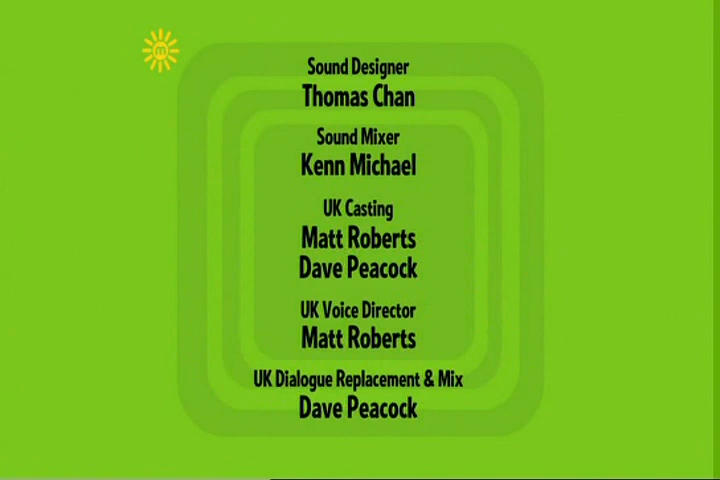 m
Sound Designer
Thomas Chan
Sound Mixer
Kenn Michael
UK Casting
Matt Roberts
Dave Peacock
UK Voice Director
Matt Roberts
UK Dialogue Replacement & Mix
Dave Peacock